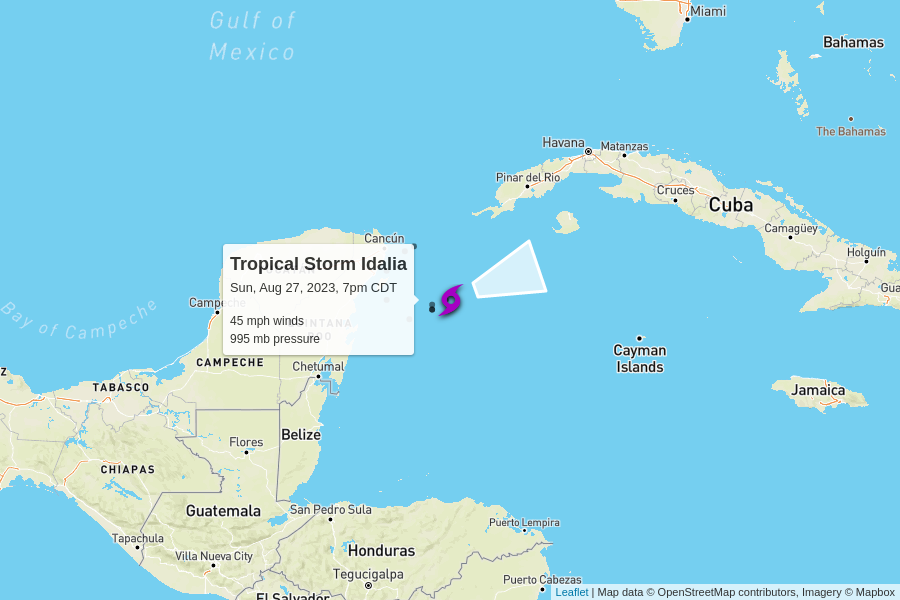 Gulf of
Mexico
Miami
Bahamas
The Bahamas
Havana
Matanzas
Pinar del Rio
Cruces
Cuba
Camagüey
Holguín
Gua
Cancún
Tropical Storm Idalia
Sun, Aug 27, 2023, 7pm CDT
45 mph winds
995 mb pressure
Campeche
Bay of Campeche
Cayman
Islands
Jamaica
CAMPECHE
Chetumal
TABASCO
Z
Flores
Belize
CHIAPAS
Guatemala
San Pedro Sula
Puerto Lempira
Tapachula
Villa Nueva City
Honduras
Tegucigalpa
Puerto Cabezas
El Salvador
Leaflet | Map data © OpenStreetMap contributors, Imagery © Mapbox